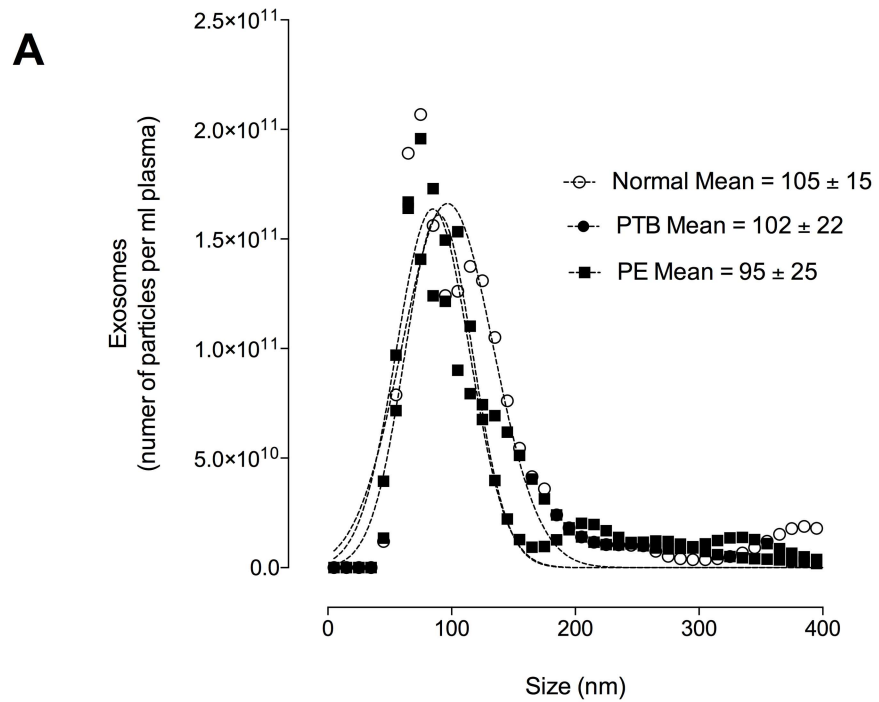 A
2.5×10¹¹
2.0×10¹¹
1.5×10¹¹
1.0×10¹¹
5.0×10¹⁰
0.0
Exosomes
(numer of particles per ml plasma)
Normal Mean = 105 ± 15
PTB Mean = 102 ± 22
PE Mean = 95 ± 25
0 100 200 300 400
Size (nm)